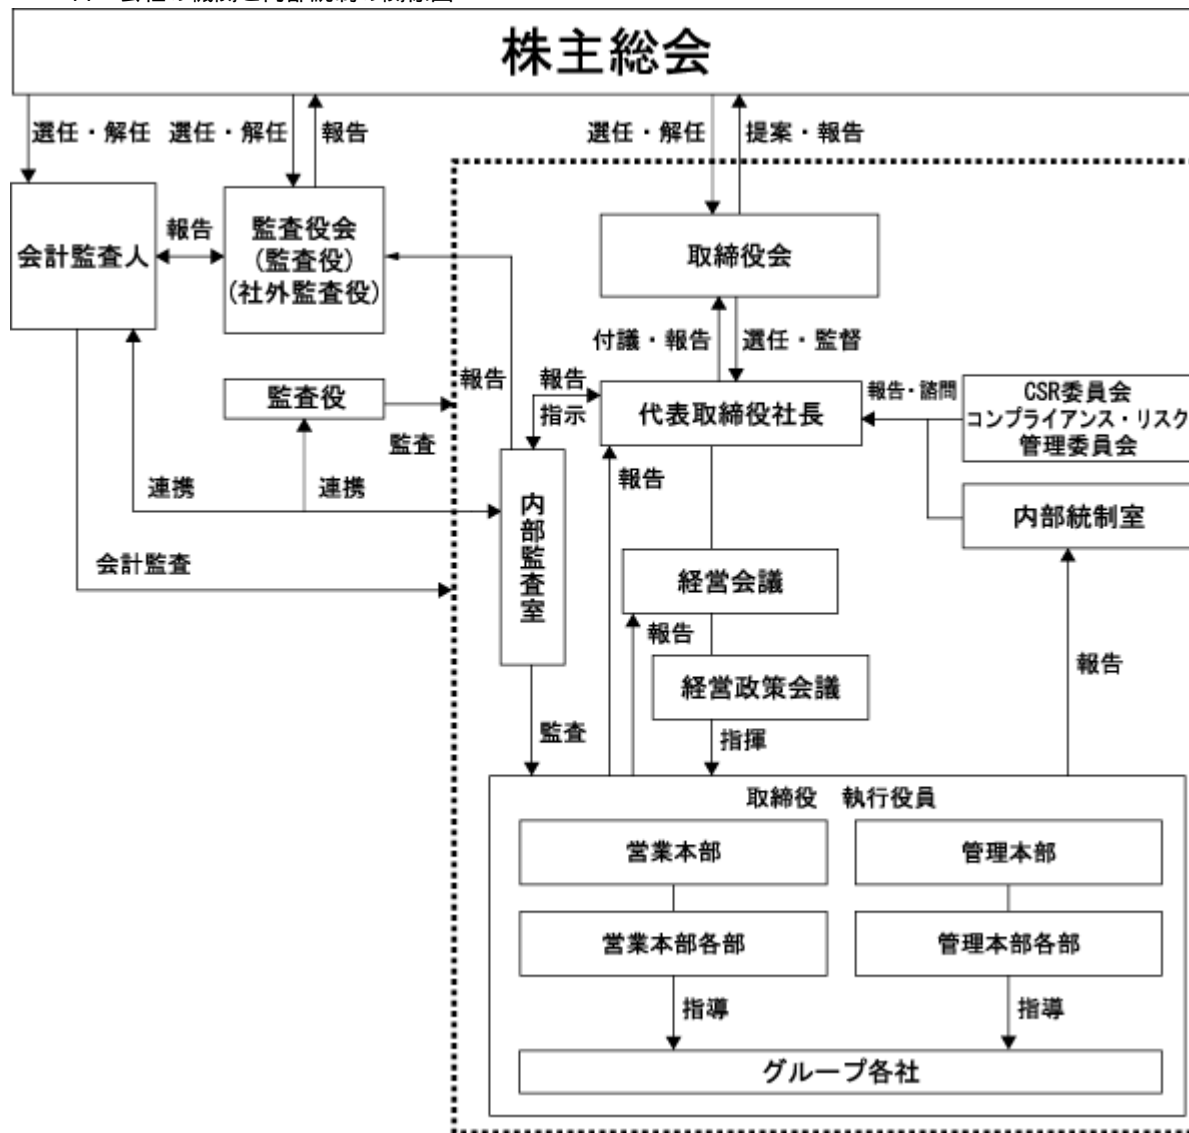 株主総会
選任・解任
選任・解任
報告
選任・解任
提案・報告
会計監査人
報告
監査役会
(監査役)
(社外監査役)
取締役会
付議・報告
選任・監督
監査役
監査
報告
報告
指示
代表取締役社長
報告・諮問
CSR委員会
コンプライアンス・リスク
管理委員会
連携
連携
内部監査室
報告
内部統制室
会計監査
経営会議
報告
経営政策会議
報告
監査
指揮
取締役 執行役員
営業本部
管理本部
営業本部各部
管理本部各部
指導
指導
グループ各社